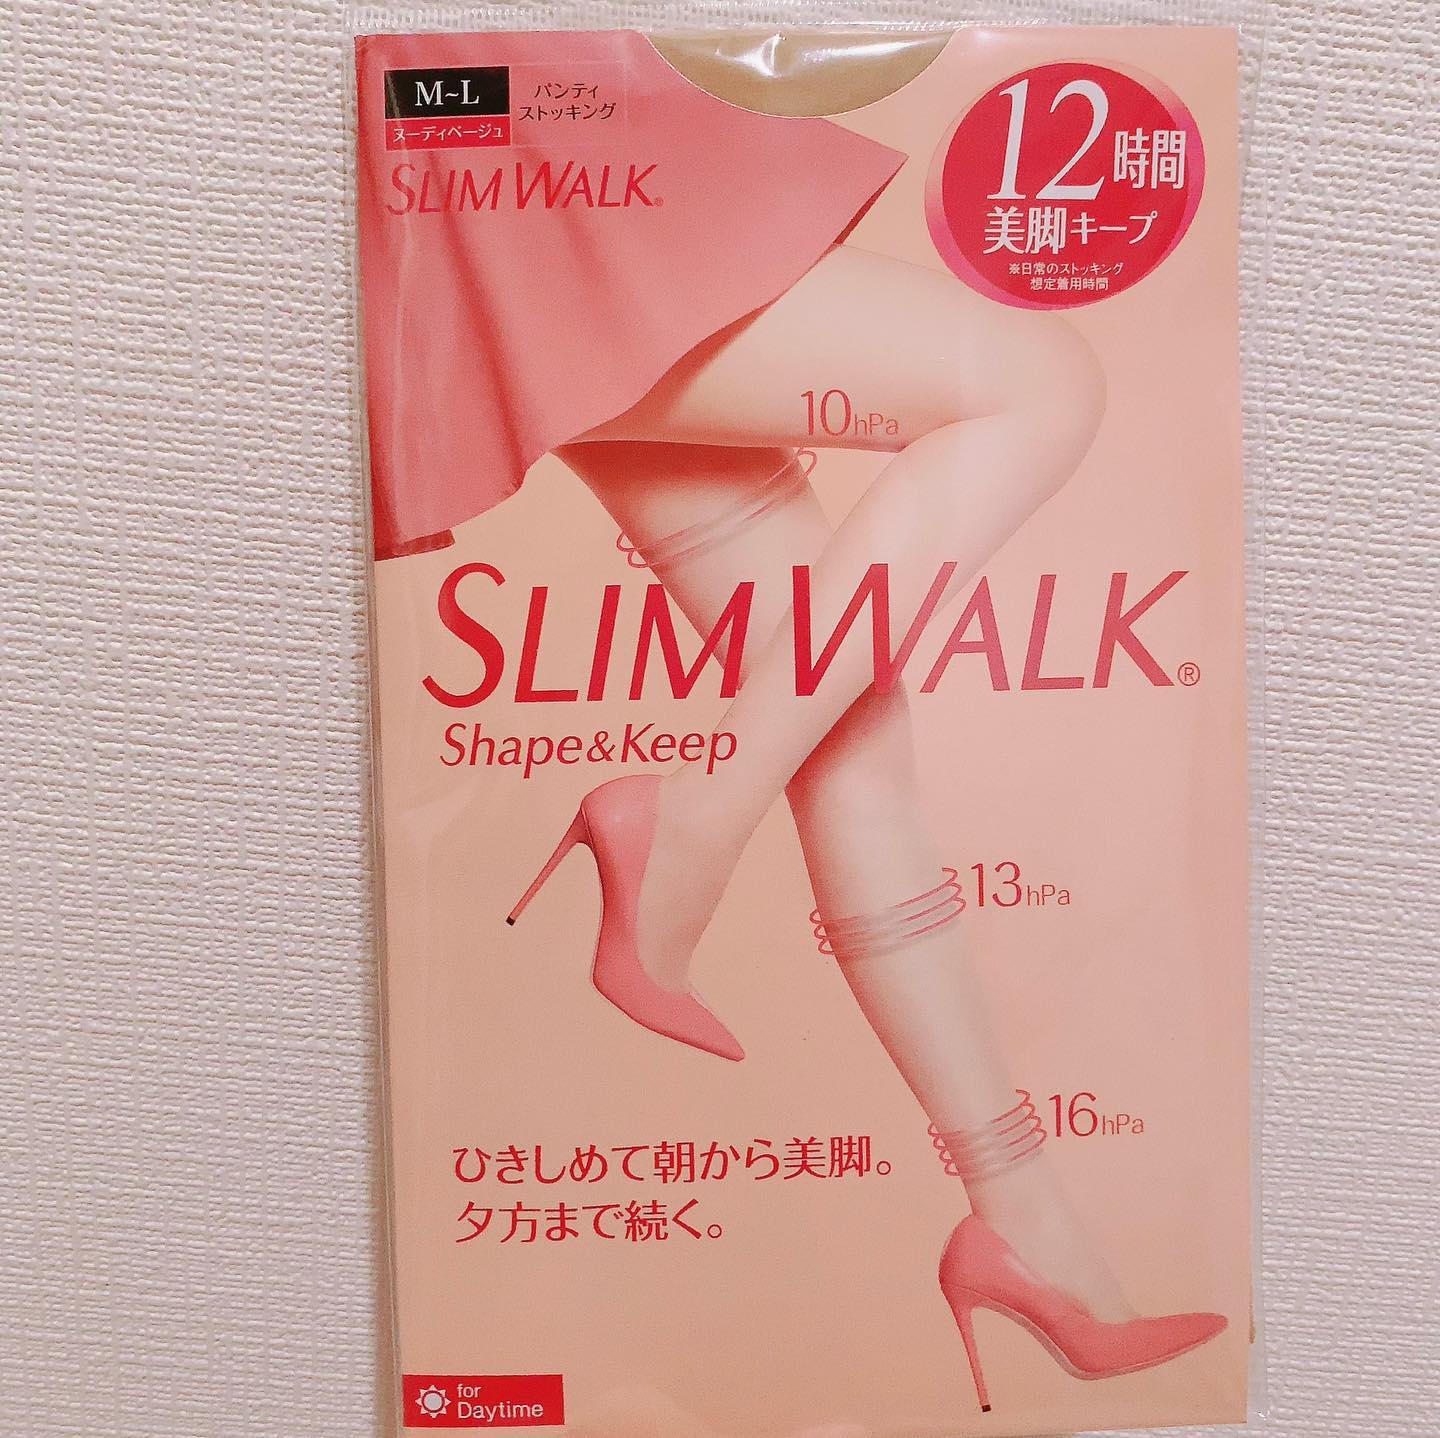 M~L
ヌーディベージュ
パンティ
ストッキング
SLIM WALK®
12時間
美脚キープ
※日常のストッキング
想定着用時間
10hPa
SLIM WALK®
Shape&Keep
13hPa
16hPa
ひきしめて朝から美脚。
夕方まで続く。
for
Daytime